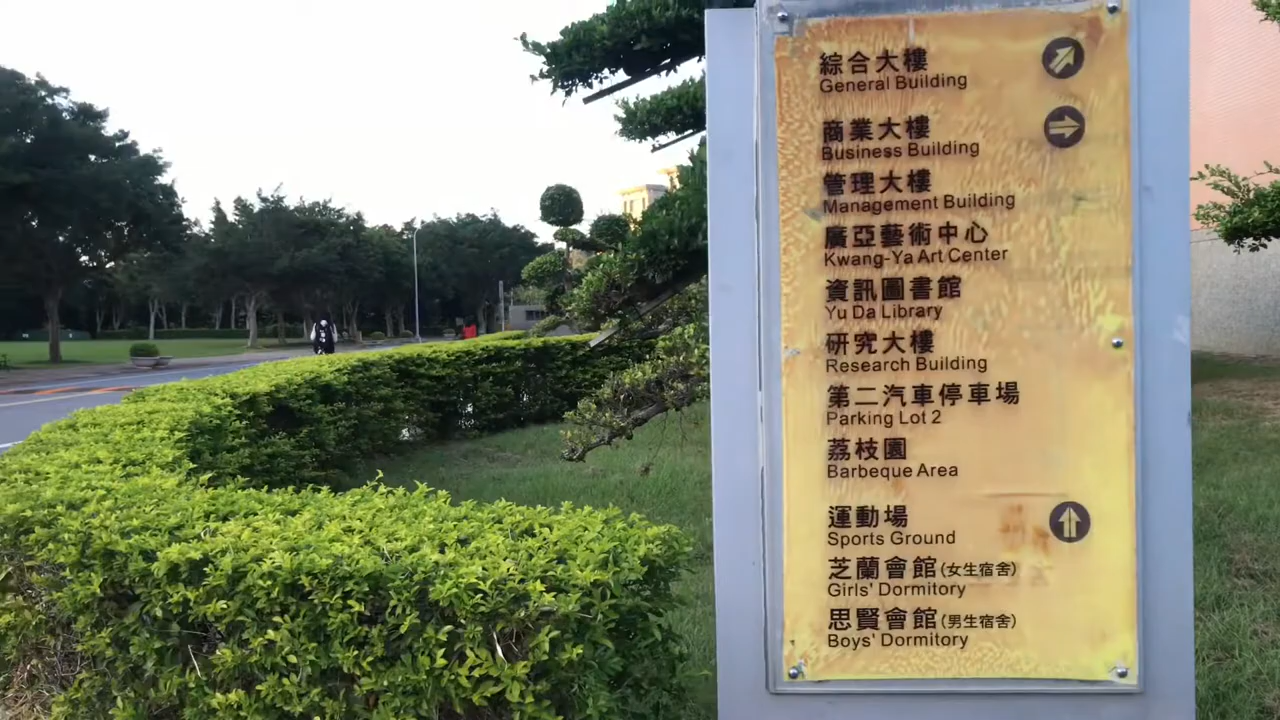 綜合大樓
General Building
商業大樓
Business Building
管理大樓
Management Building
廣亞藝術中心
Kwang-Ya Art Center
資訊圖書館
Yu Da Library
研究大樓
Research Building
第二汽車停車場
Parking Lot 2
荔枝園
Barbeque Area
運動場
Sports Ground
芝蘭會館(女生宿舍)
Girls' Dormitory
思賢會館(男生宿舍)
Boys' Dormitory